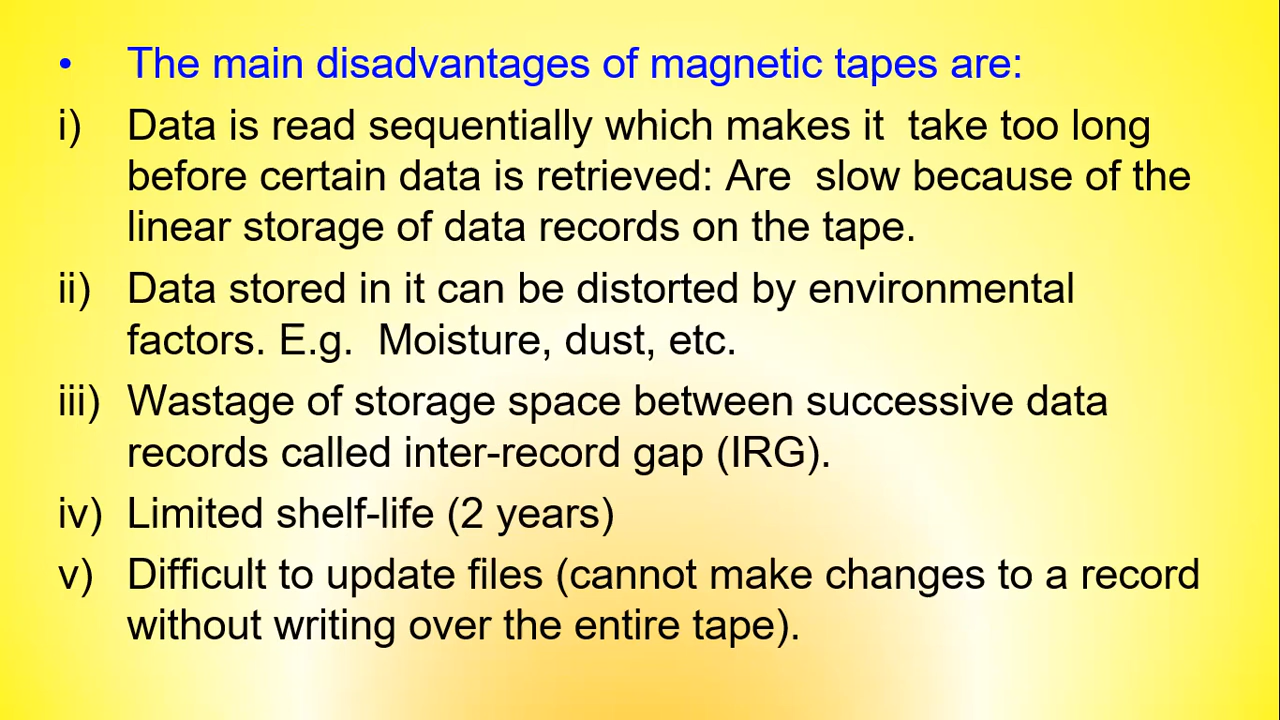 • The main disadvantages of magnetic tapes are:
i) Data is read sequentially which makes it  take too long
before certain data is retrieved: Are  slow because of the
linear storage of data records on the tape.
ii) Data stored in it can be distorted by environmental
factors. E.g.  Moisture, dust, etc.
iii) Wastage of storage space between successive data
records called inter-record gap (IRG).
iv) Limited shelf-life (2 years)
v) Difficult to update files (cannot make changes to a record
without writing over the entire tape).